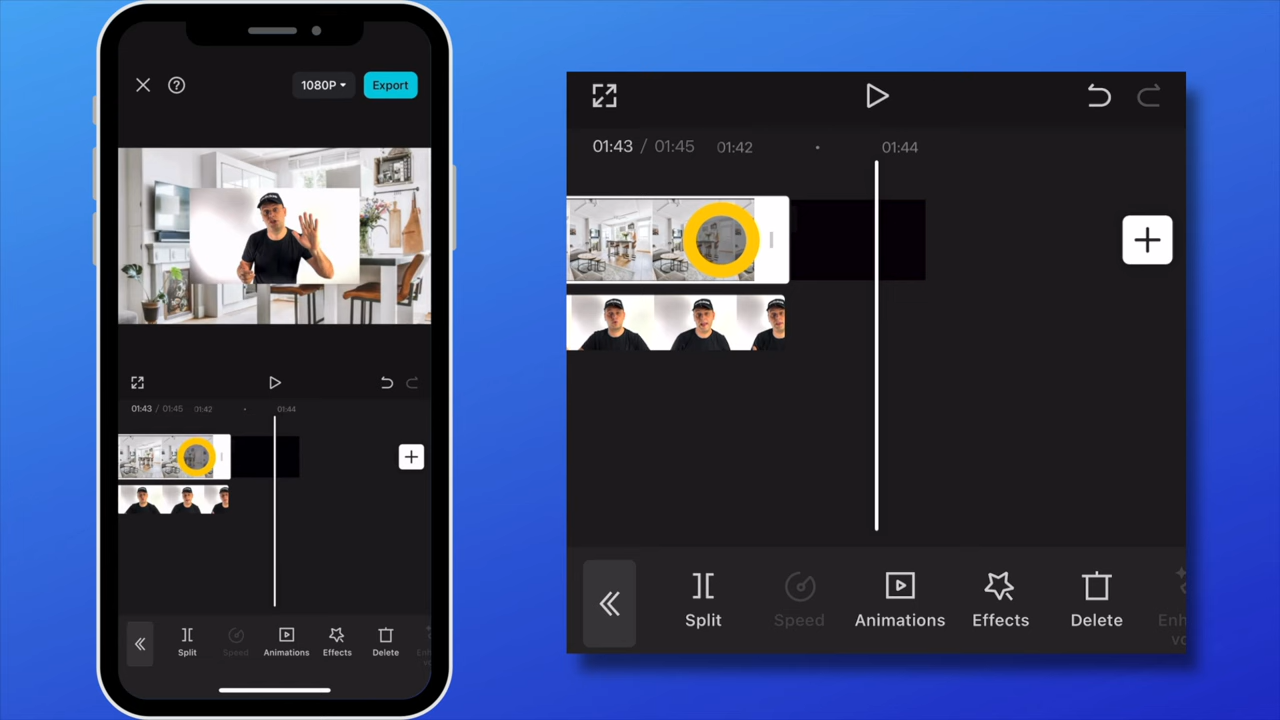 1080P
Export
01:43 / 01:45
01:42
01:44
Split
Speed
Animations
Effects
Delete
01:43 / 01:45
01:42
01:44
Split
Speed
Animations
Effects
Delete
Enh